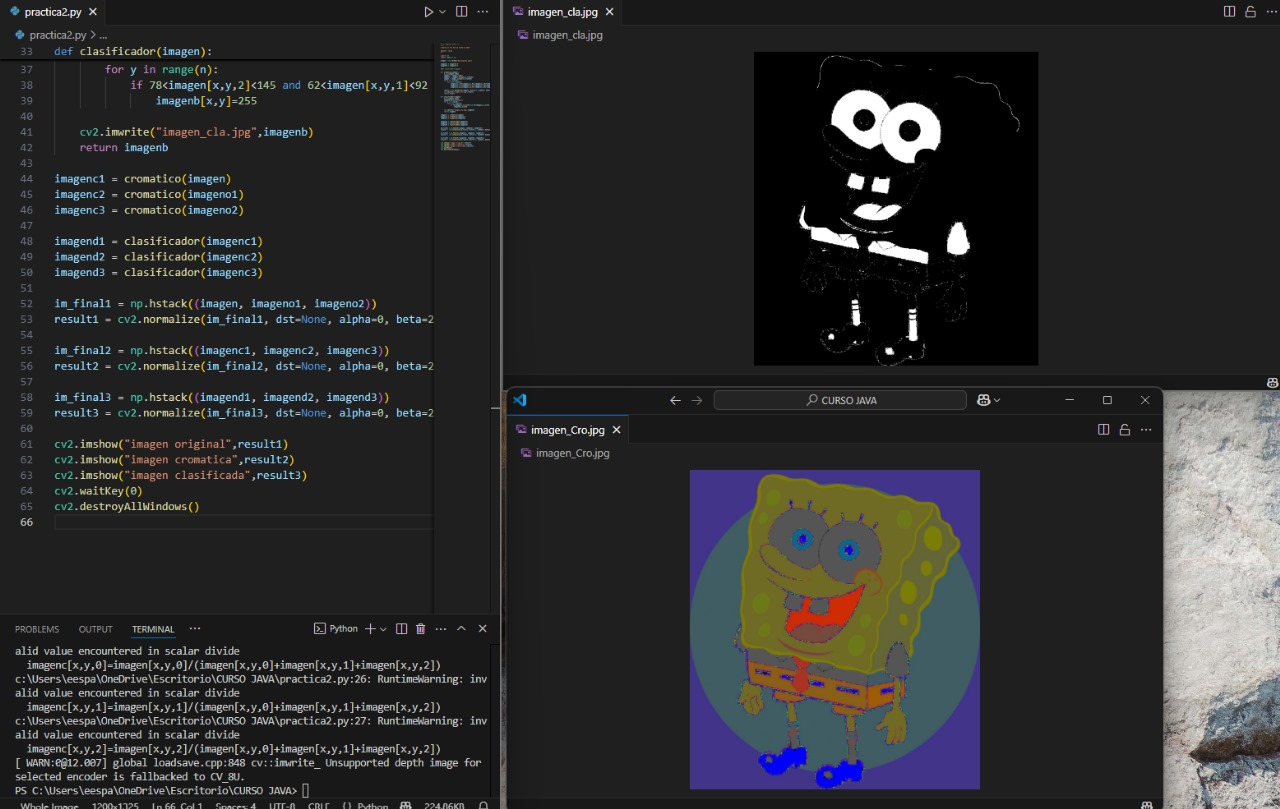 practica2.py
practica2.py > ...
33 def clasificador(imagen):
37 for y in range(n):
38 if 78<imagen[x,y,2]<145 and 62<imagen[x,y,1]<92
39 imagenb[x,y]=255
40
41 cv2.imwrite("imagen_cla.jpg",imagenb)
42 return imagenb
43
44 imagenc1 = cromatico(imagen)
45 imagenc2 = cromatico(imageno1)
46 imagenc3 = cromatico(imageno2)
47
48 imagend1 = clasificador(imagenc1)
49 imagend2 = clasificador(imagenc2)
50 imagend3 = clasificador(imagenc3)
51
52 im_final1 = np.hstack((imagen, imageno1, imageno2))
53 result1 = cv2.normalize(im_final1, dst=None, alpha=0, beta=2
54
55 im_final2 = np.hstack((imagenc1, imagenc2, imagenc3))
56 result2 = cv2.normalize(im_final2, dst=None, alpha=0, beta=2
57
58 im_final3 = np.hstack((imagend1, imagend2, imagend3))
59 result3 = cv2.normalize(im_final3, dst=None, alpha=0, beta=2
60
61 cv2.imshow("imagen original",result1)
62 cv2.imshow("imagen cromatica",result2)
63 cv2.imshow("imagen clasificada",result3)
64 cv2.waitKey(0)
65 cv2.destroyAllWindows()
66
PROBLEMS OUTPUT TERMINAL ... Python
alid value encountered in scalar divide
imagenc[x,y,0]=imagen[x,y,0]/(imagen[x,y,0]+imagen[x,y,1]+imagen[x,y,2])
c:\Users\eespa\OneDrive\Escritorio\CURSO JAVA\practica2.py:26: RuntimeWarning: inv
alid value encountered in scalar divide
imagenc[x,y,1]=imagen[x,y,1]/(imagen[x,y,0]+imagen[x,y,1]+imagen[x,y,2])
c:\Users\eespa\OneDrive\Escritorio\CURSO JAVA\practica2.py:27: RuntimeWarning: inv
alid value encountered in scalar divide
imagenc[x,y,2]=imagen[x,y,2]/(imagen[x,y,0]+imagen[x,y,1]+imagen[x,y,2])
[ WARN:0@12.007] global loadsave.cpp:848 cv::imwrite_ Unsupported depth image for
selected encoder is fallbacked to CV_8U.
PS C:\Users\eespa\OneDrive\Escritorio\CURSO JAVA>
Whole Image 1200x1325 Ln 66, Col 1 Spaces: 4 UTF-8 CRLF {} Python 224.86KB
imagen_cla.jpg
imagen_cla.jpg
CURSO JAVA
imagen_Cro.jpg
imagen_Cro.jpg